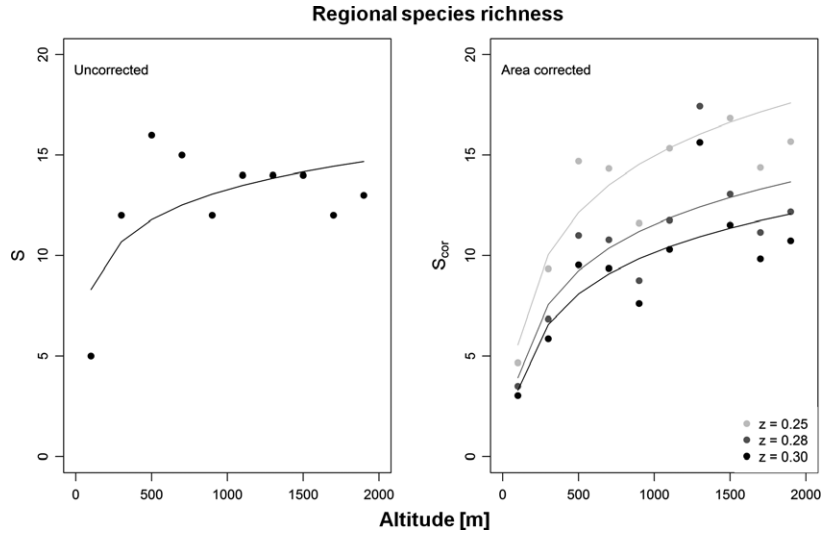 Regional species richness
Uncorrected
S
0
5
10
15
20
0
500
1000
1500
2000
Area corrected
S_cor
0
5
10
15
20
0
500
1000
1500
2000
z = 0.25
z = 0.28
z = 0.30
Altitude [m]